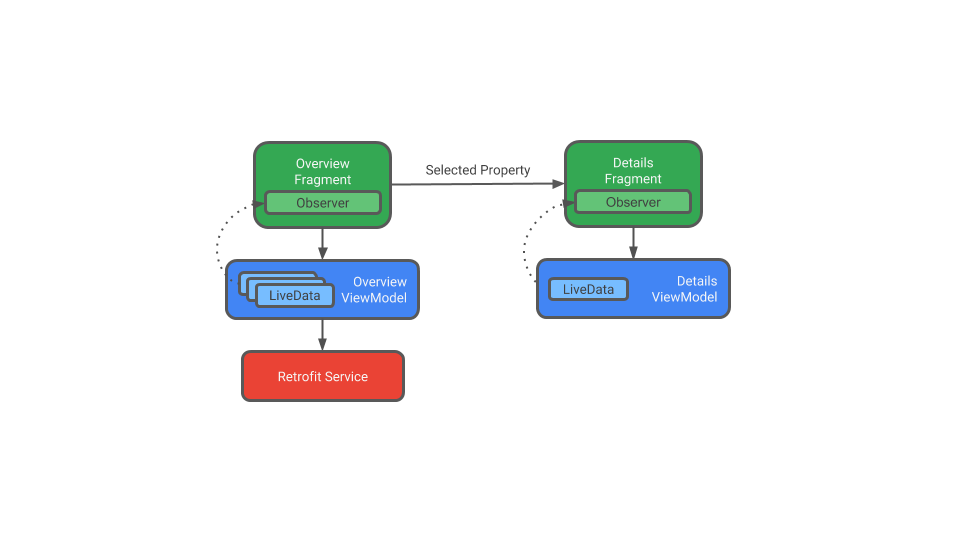 Overview
Fragment
Observer
Selected Property
Details
Fragment
Observer
LiveData
Overview
ViewModel
LiveData
Details
ViewModel
Retrofit Service